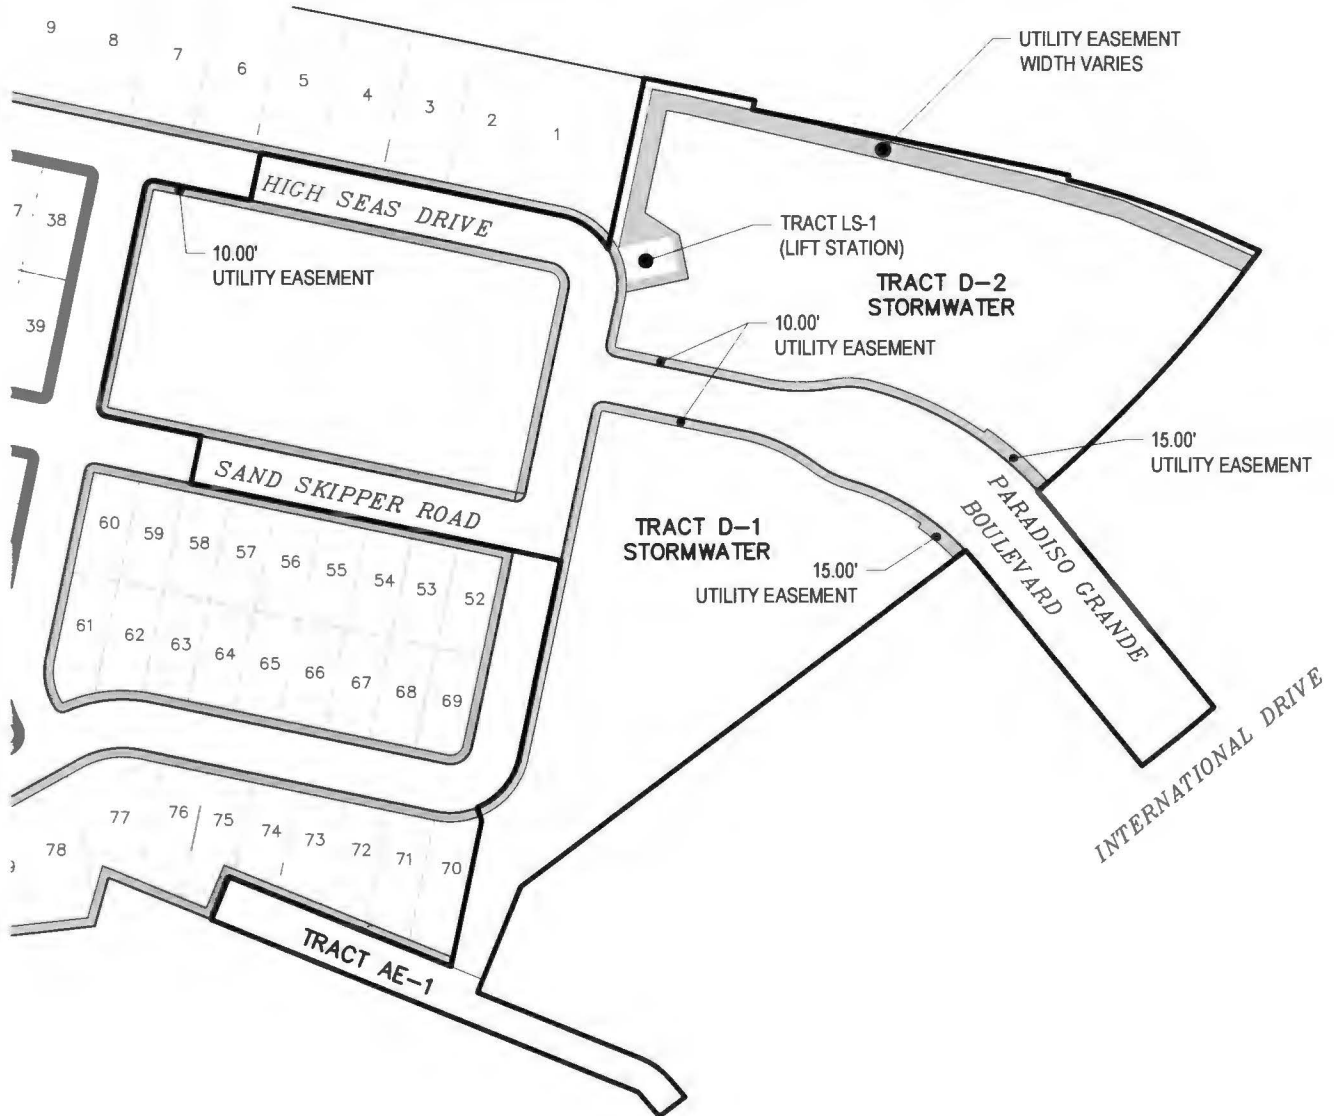 9
8
7
6
5
4
3
2
1
UTILITY EASEMENT
WIDTH VARIES
HIGH SEAS DRIVE
7
38
39
10.00'
UTILITY EASEMENT
TRACT LS-1
(LIFT STATION)
TRACT D-2
STORMWATER
10.00'
UTILITY EASEMENT
15.00'
UTILITY EASEMENT
SAND SKIPPER ROAD
TRACT D-1
STORMWATER
15.00'
UTILITY EASEMENT
PARADISO GRANDE
BOULEVARD
INTERNATIONAL DRIVE
60
59
58
57
56
55
54
53
52
61
62
63
64
65
66
67
68
69
9
78
77
76
75
74
73
72
71
70
TRACT AE-1